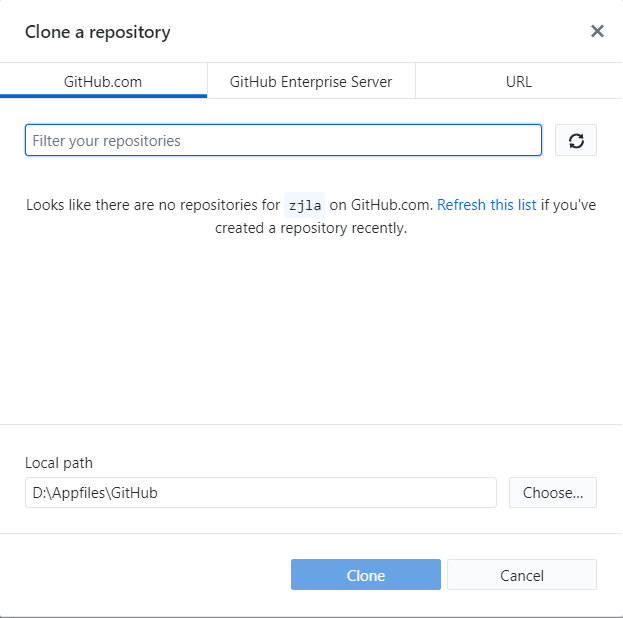 Clone a repository
GitHub.com
GitHub Enterprise Server
URL
Filter your repositories
Looks like there are no repositories for zjla on GitHub.com. Refresh this list if you've
created a repository recently.
Local path
D:\Appfiles\GitHub
Choose...
Clone
Cancel